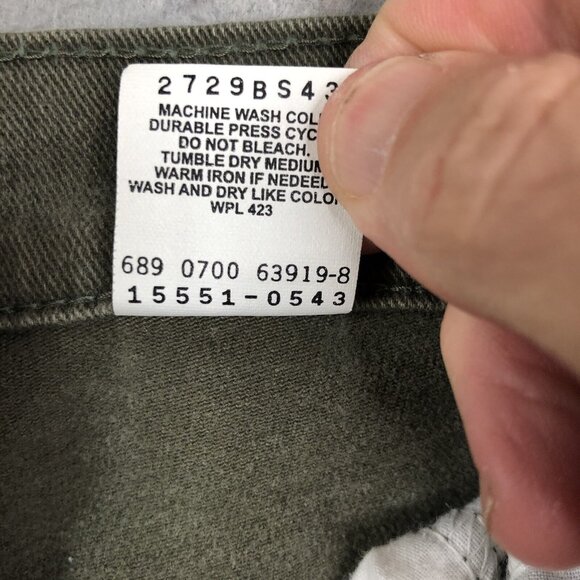 2729BS43
MACHINE WASH COL
DURABLE PRESS CYC
DO NOT BLEACH.
TUMBLE DRY MEDIUM
WARM IRON IF NEDEED
WASH AND DRY LIKE COLO
WPL 423
689 0700 63919-8
15551-0543